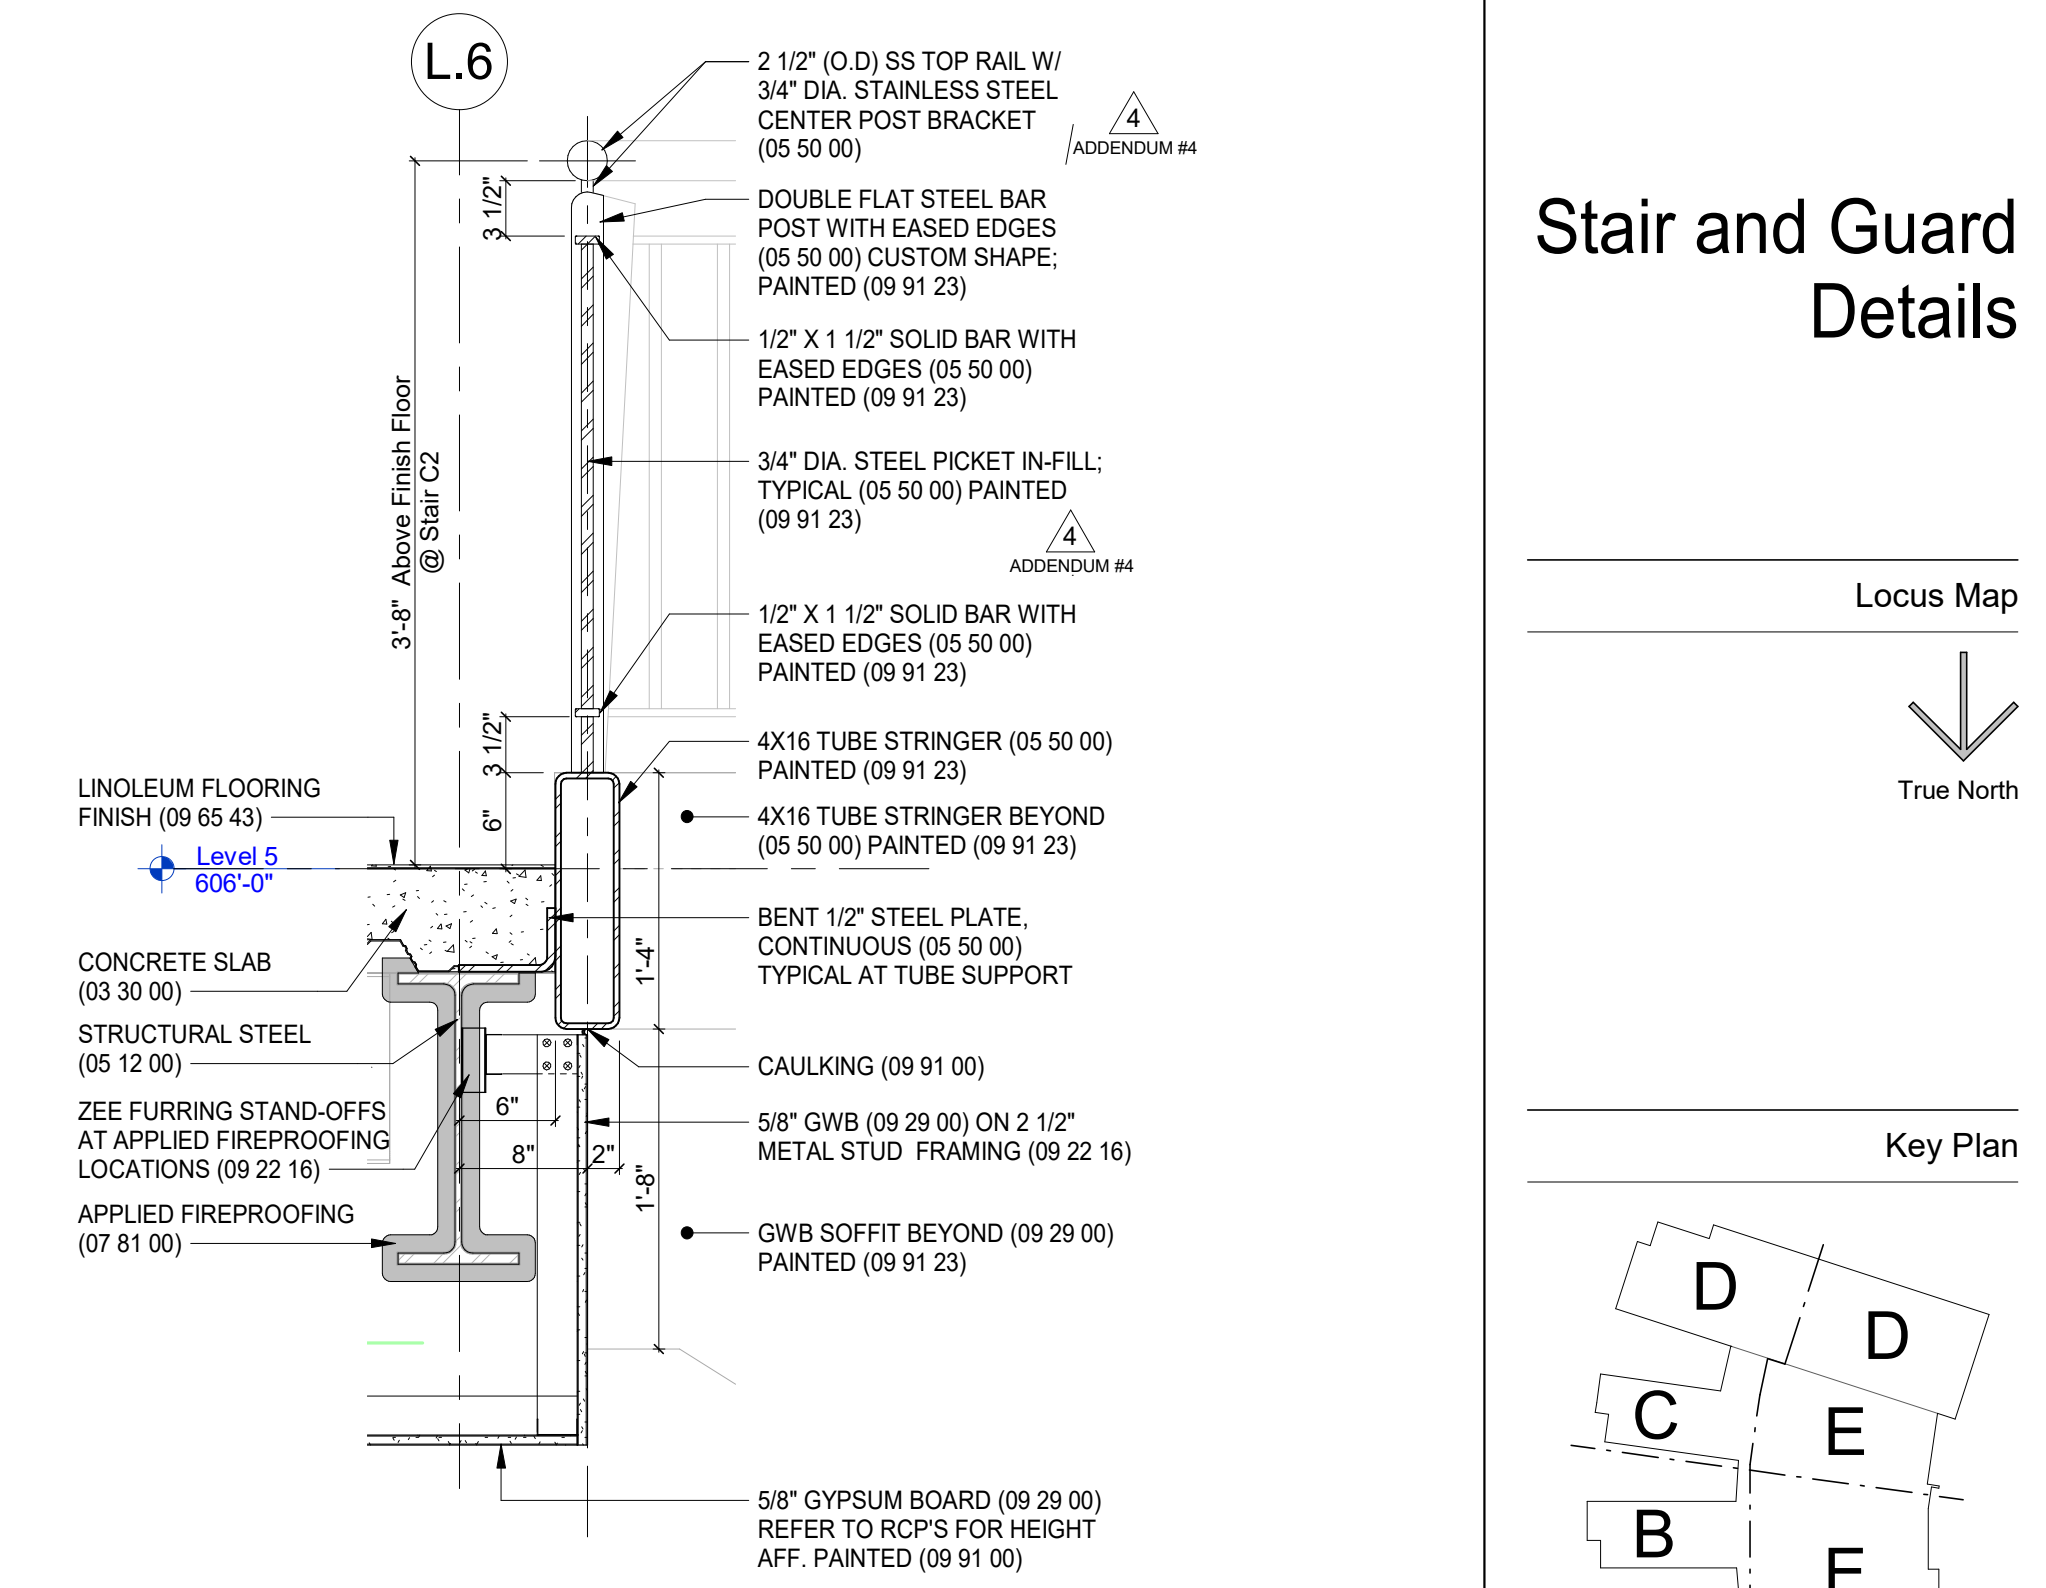 L.6
2 1/2" (O.D) SS TOP RAIL W/
3/4" DIA. STAINLESS STEEL
CENTER POST BRACKET
(05 50 00)
4
ADDENDUM #4
DOUBLE FLAT STEEL BAR
POST WITH EASED EDGES
(05 50 00) CUSTOM SHAPE;
PAINTED (09 91 23)
1/2" X 1 1/2" SOLID BAR WITH
EASED EDGES (05 50 00)
PAINTED (09 91 23)
3/4" DIA. STEEL PICKET IN-FILL;
TYPICAL (05 50 00) PAINTED
(09 91 23)
4
ADDENDUM #4
1/2" X 1 1/2" SOLID BAR WITH
EASED EDGES (05 50 00)
PAINTED (09 91 23)
4X16 TUBE STRINGER (05 50 00)
PAINTED (09 91 23)
4X16 TUBE STRINGER BEYOND
(05 50 00) PAINTED (09 91 23)
BENT 1/2" STEEL PLATE,
CONTINUOUS (05 50 00)
TYPICAL AT TUBE SUPPORT
CAULKING (09 91 00)
5/8" GWB (09 29 00) ON 2 1/2"
METAL STUD  FRAMING (09 22 16)
GWB SOFFIT BEYOND (09 29 00)
PAINTED (09 91 23)
5/8" GYPSUM BOARD (09 29 00)
REFER TO RCP'S FOR HEIGHT
AFF. PAINTED (09 91 00)
3 1/2"
3'-8"  Above Finish Floor
@ Stair C2
3 1/2"
6"
1'-4"
6"
8"
2"
1'-8"
LINOLEUM FLOORING
FINISH (09 65 43)
Level 5
606'-0"
CONCRETE SLAB
(03 30 00)
STRUCTURAL STEEL
(05 12 00)
ZEE FURRING STAND-OFFS
AT APPLIED FIREPROOFING
LOCATIONS (09 22 16)
APPLIED FIREPROOFING
(07 81 00)
Stair and Guard
Details
Locus Map
True North
Key Plan
D
D
C
E
B